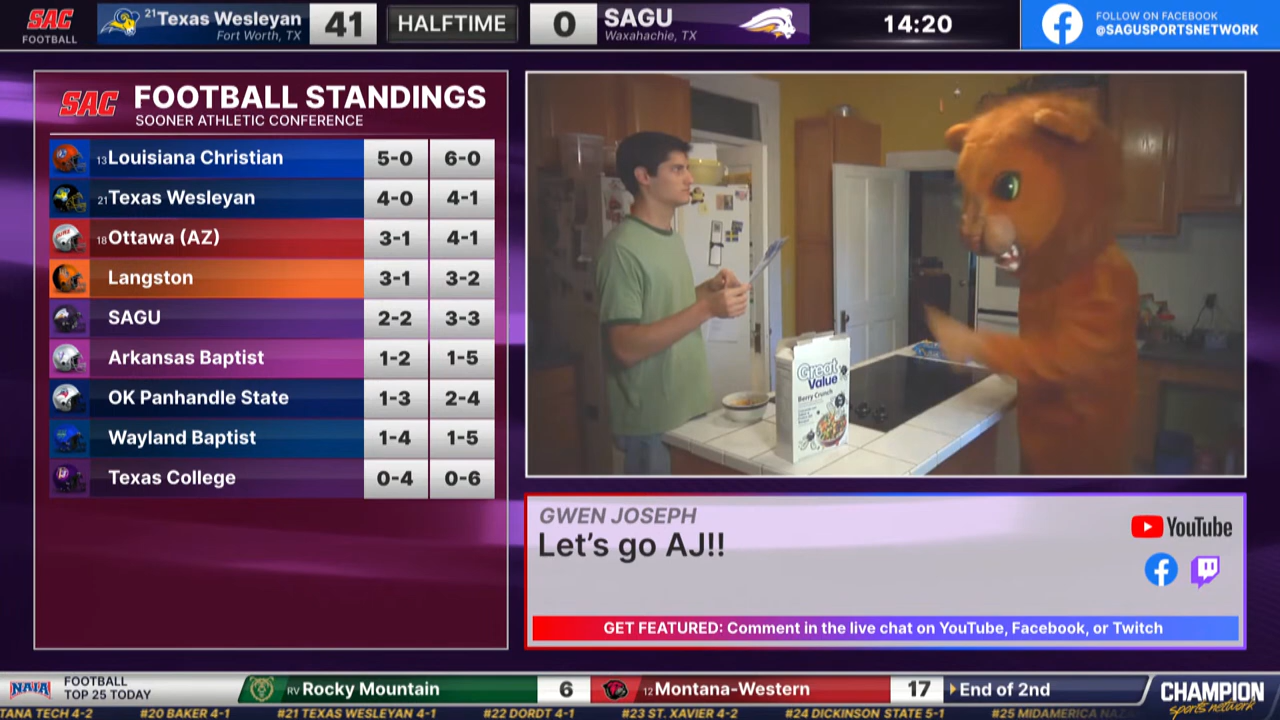 SAC
FOOTBALL
21 Texas Wesleyan
Fort Worth, TX
41
HALFTIME
0
SAGU
Waxahachie, TX
14:20
FOLLOW ON FACEBOOK
@SAGUSPORTSNETWORK
SAC
FOOTBALL STANDINGS
SOONER ATHLETIC CONFERENCE
13 Louisiana Christian 5-0 6-0
21 Texas Wesleyan 4-0 4-1
18 Ottawa (AZ) 3-1 4-1
Langston 3-1 3-2
SAGU 2-2 3-3
Arkansas Baptist 1-2 1-5
OK Panhandle State 1-3 2-4
Wayland Baptist 1-4 1-5
Texas College 0-4 0-6
Great
Value
Berry Crunch
GWEN JOSEPH
Let's go AJ!!
YouTube
GET FEATURED: Comment in the live chat on YouTube, Facebook, or Twitch
NAIA
FOOTBALL
TOP 25 TODAY
RV Rocky Mountain 6
12 Montana-Western 17
End of 2nd
CHAMPION
sports network
TANA TECH 4-2 #20 BAKER 4-1 #21 TEXAS WESLEYAN 4-1 #22 DORDT 4-1 #23 ST. XAVIER 4-2 #24 DICKINSON STATE 5-1 #25 MIDAMERICA NAZ